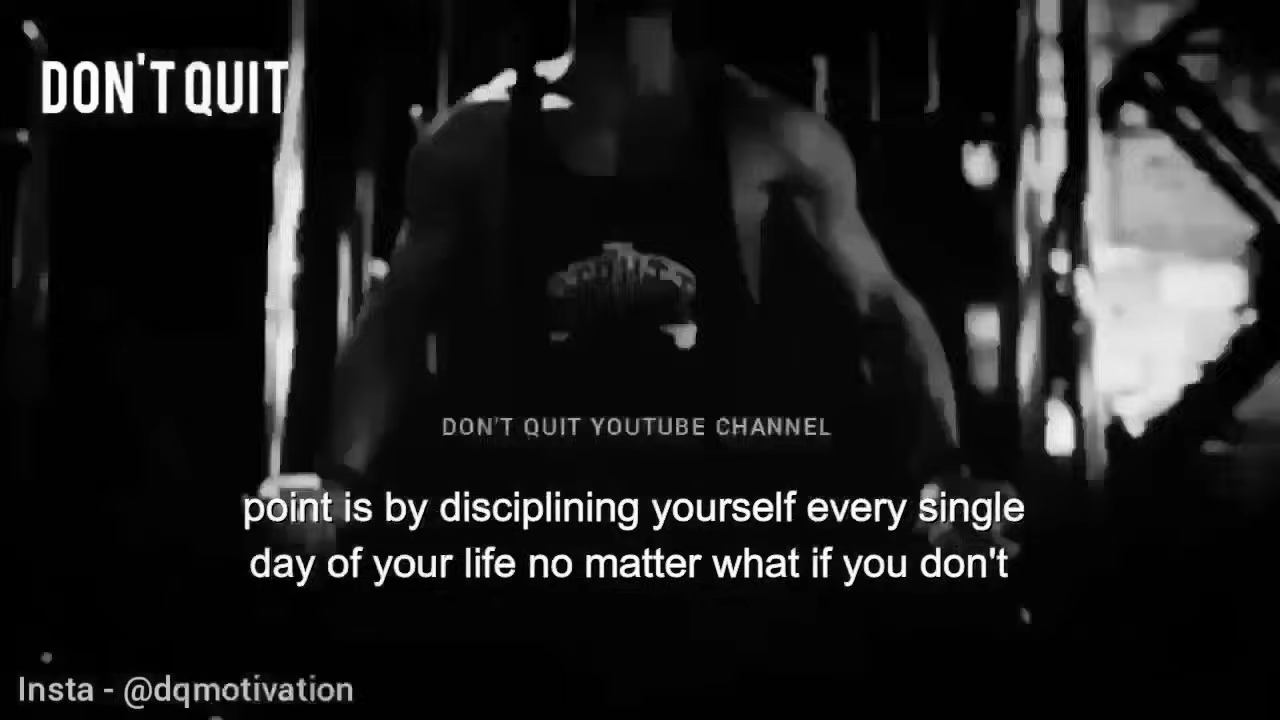 DON'T QUIT
DON'T QUIT YOUTUBE CHANNEL
point is by disciplining yourself every single
day of your life no matter what if you don't
Insta - @dqmotivation